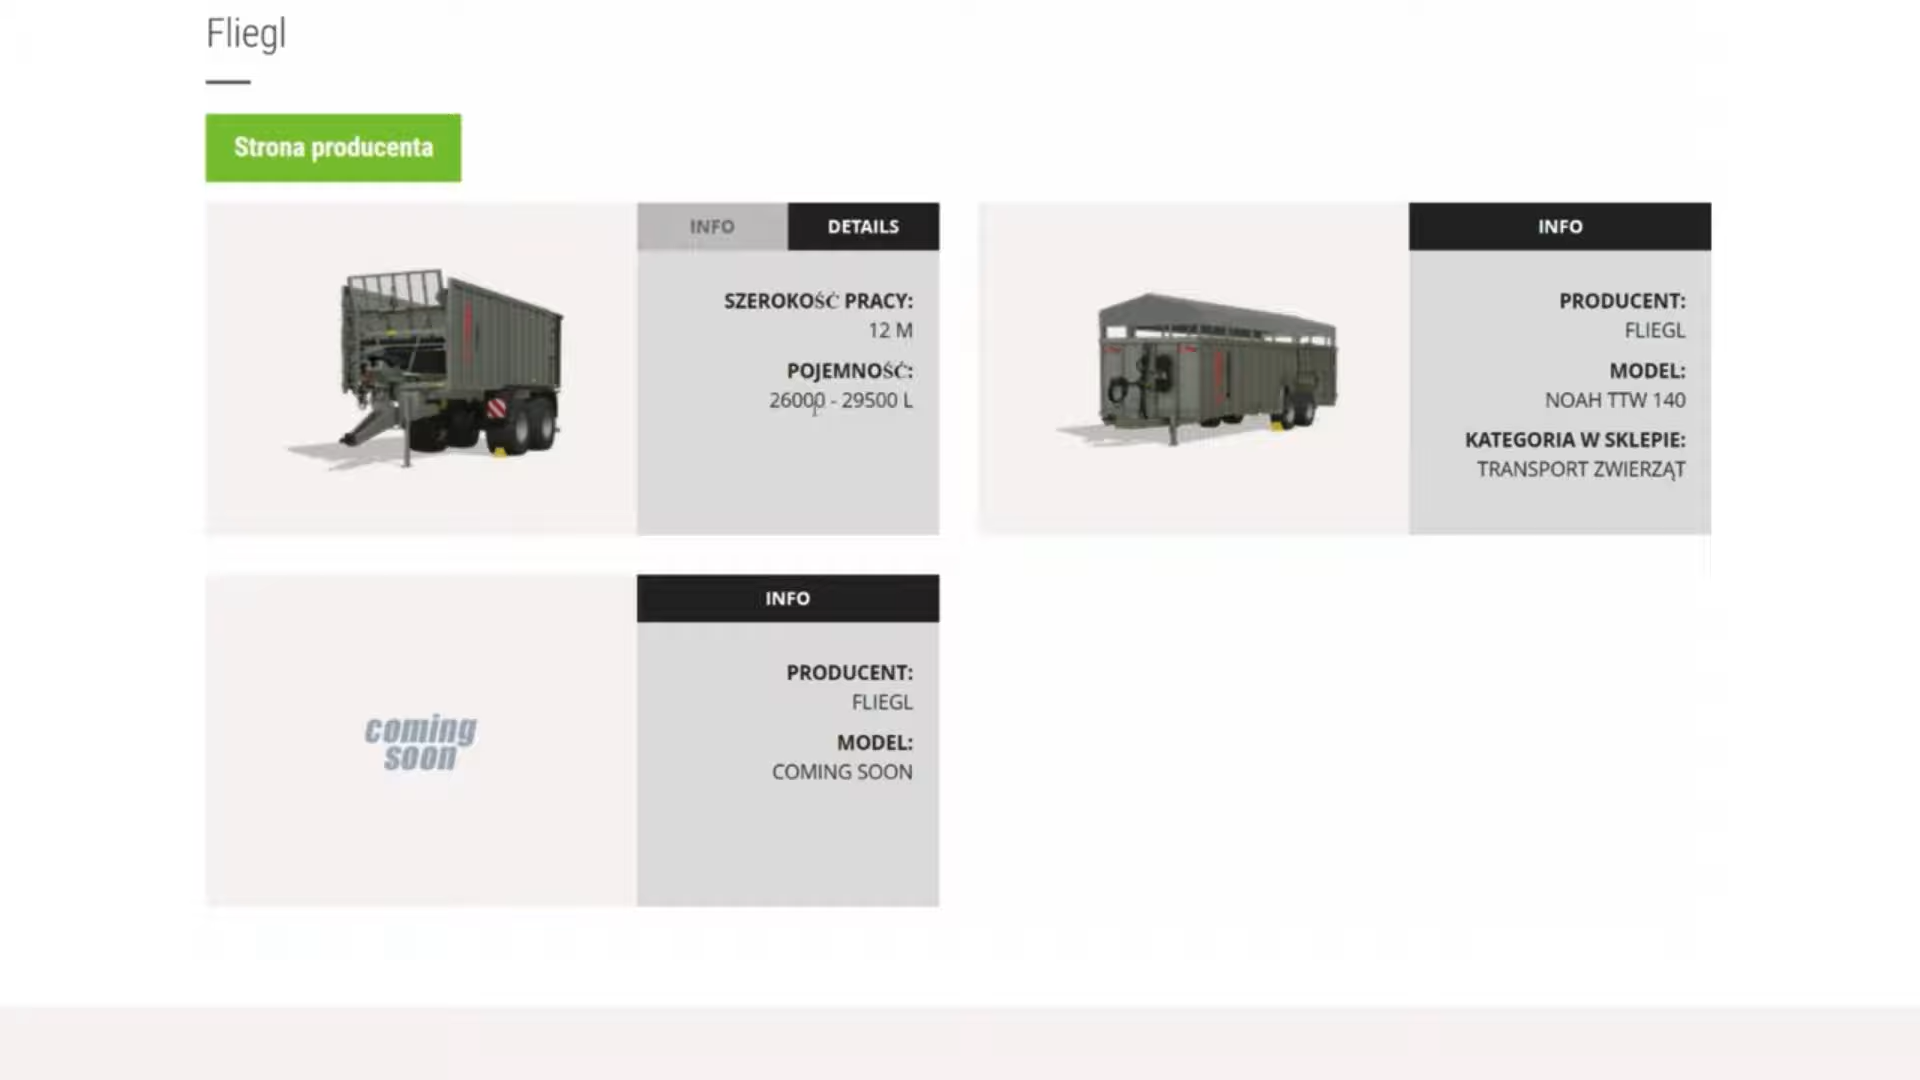 Fliegl
Strona producenta
INFO
DETAILS
SZEROKOŚĆ PRACY:
12 M
POJEMNOŚĆ:
26000 - 29500 L
INFO
PRODUCENT:
FLIEGL
MODEL:
NOAH TTW 140
KATEGORIA W SKLEPIE:
TRANSPORT ZWIERZĄT
coming
soon
INFO
PRODUCENT:
FLIEGL
MODEL:
COMING SOON